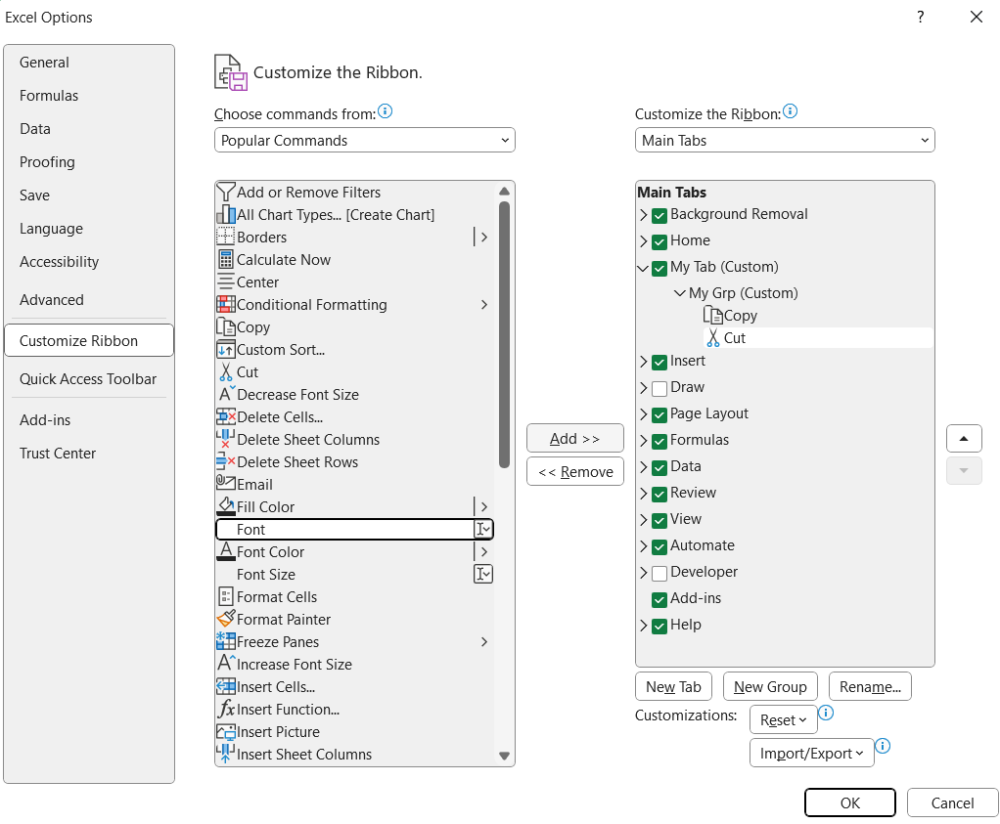 Excel Options
?
General
Formulas
Data
Proofing
Save
Language
Accessibility
Advanced
Customize Ribbon
Quick Access Toolbar
Add-ins
Trust Center
Customize the Ribbon.
Choose commands from:
Popular Commands
Add or Remove Filters
All Chart Types... [Create Chart]
Borders
Calculate Now
Center
Conditional Formatting
Copy
Custom Sort...
Cut
Decrease Font Size
Delete Cells...
Delete Sheet Columns
Delete Sheet Rows
Email
Fill Color
Font
Font Color
Font Size
Format Cells
Format Painter
Freeze Panes
Increase Font Size
Insert Cells...
Insert Function...
Insert Picture
Insert Sheet Columns
Add >>
<< Remove
Customize the Ribbon:
Main Tabs
Main Tabs
Background Removal
Home
My Tab (Custom)
My Grp (Custom)
Copy
Cut
Insert
Draw
Page Layout
Formulas
Data
Review
View
Automate
Developer
Add-ins
Help
New Tab
New Group
Rename...
Customizations:
Reset
Import/Export
OK
Cancel